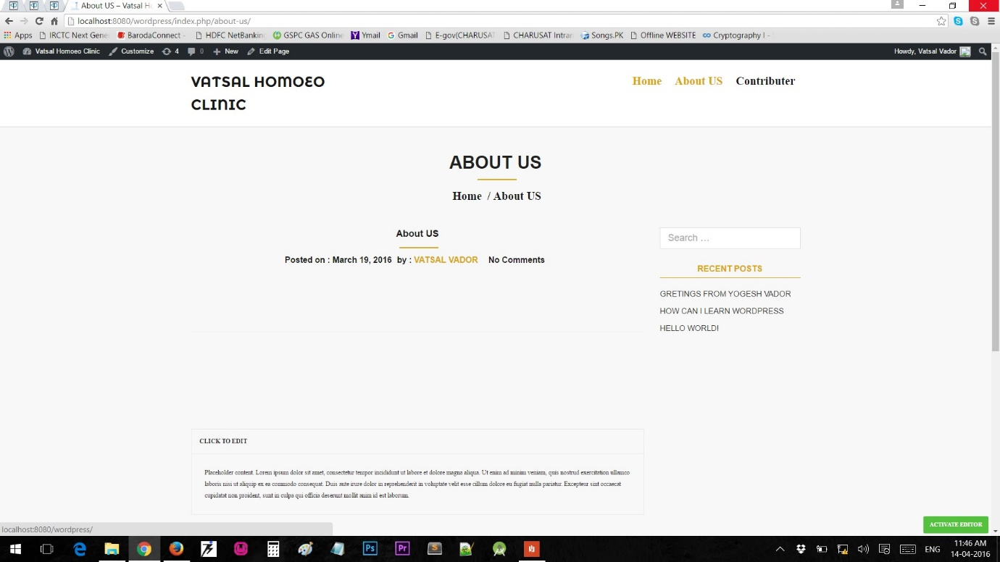 About US – Vatsal H
localhost:8080/wordpress/index.php/about-us/
Apps IRCTC Next Gene BarodaConnect - HDFC NetBanking GSPC GAS Online Ymail Gmail E-gov(CHARUSAT CHARUSAT Intran Songs.PK Offline WEBSITE Cryptography I -
Vatsal Homoeo Clinic Customize 4 0 New Edit Page Howdy, Vatsal Vador
VATSAL HOMOEO
CLINIC
Home About US Contributer
ABOUT US
Home / About US
About US
Posted on : March 19, 2016 by : VATSAL VADOR No Comments
Search …
RECENT POSTS
GRETINGS FROM YOGESH VADOR
HOW CAN I LEARN WORDPRESS
HELLO WORLD!
CLICK TO EDIT
Placeholder content. Lorem ipsum dolor sit amet, consectetur tempor incididunt ut labore et dolore magna aliqua. Ut enim ad minim veniam, quis nostrud exercitation ullamco
laboris nisi ut aliquip ex ea commodo consequat. Duis aute irure dolor in reprehenderit in voluptate velit esse cillum dolore eu fugiat nulla pariatur. Excepteur sint occaecat
cupidatat non proident, sunt in culpa qui officia deserunt mollit anim id est laborum.
ACTIVATE EDITOR
localhost:8080/wordpress/
Ps Pr S
ENG
11:46 AM
14-04-2016